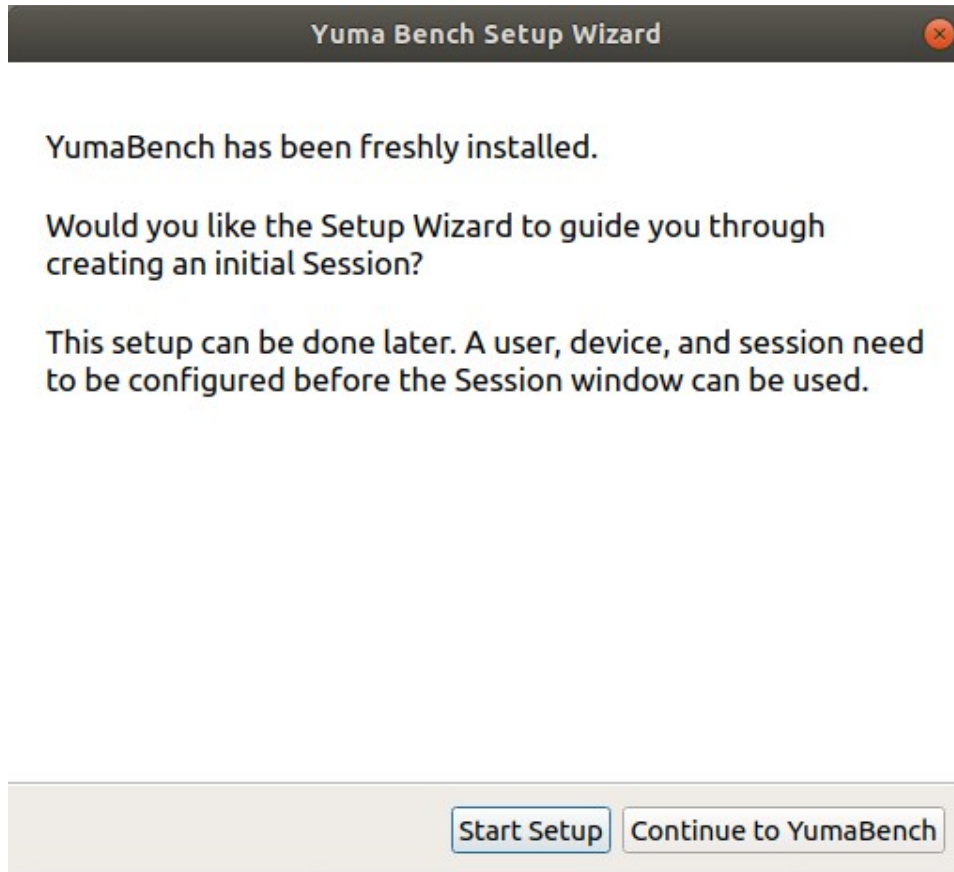 Yuma Bench Setup Wizard
YumaBench has been freshly installed.
Would you like the Setup Wizard to guide you through
creating an initial Session?
This setup can be done later. A user, device, and session need
to be configured before the Session window can be used.
Start Setup
Continue to YumaBench